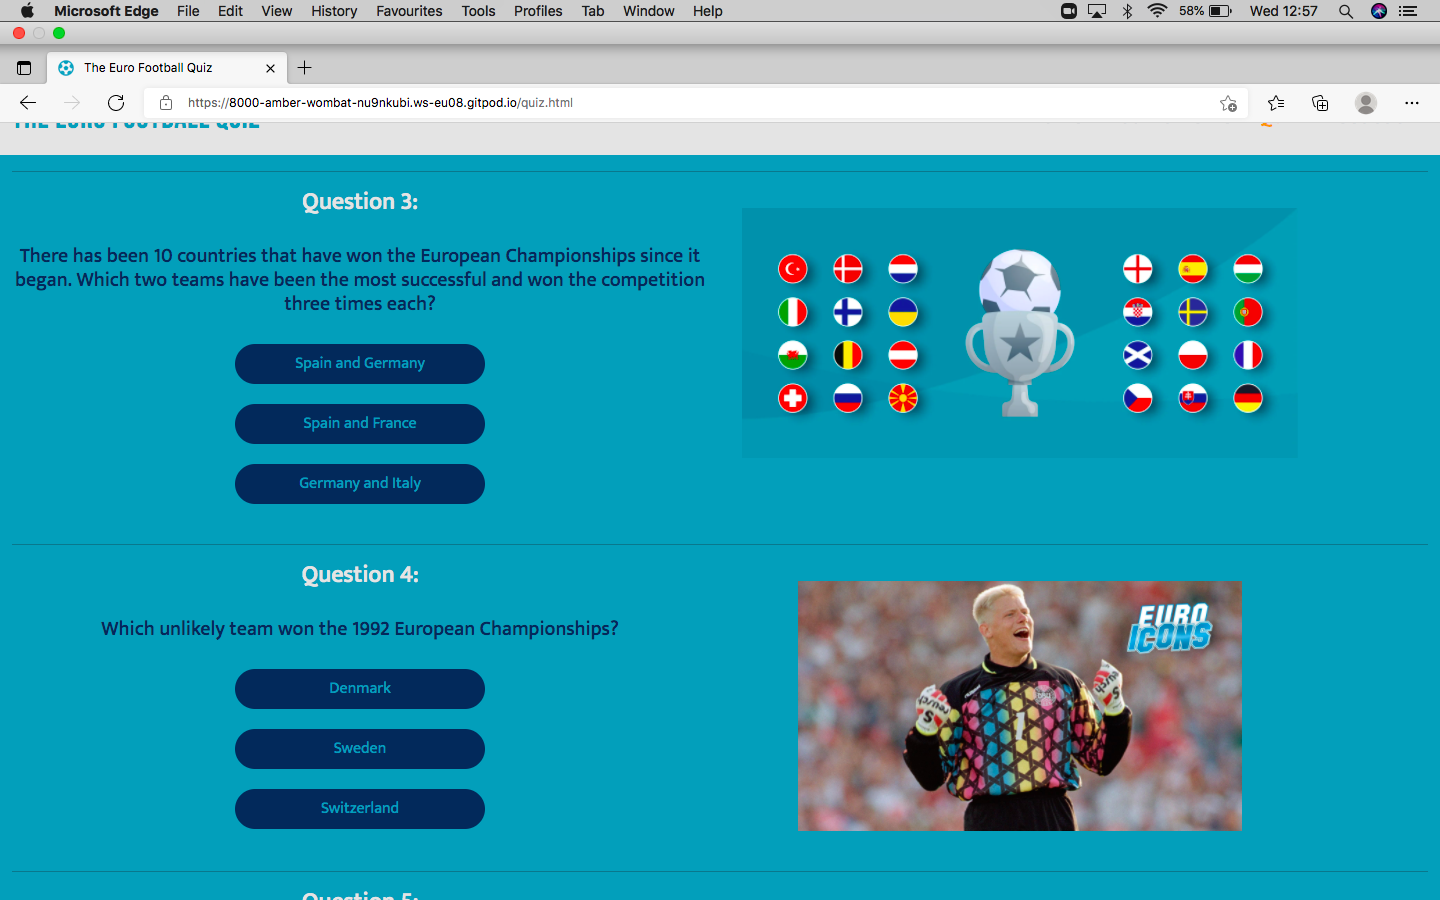 Microsoft Edge File Edit View History Favourites Tools Profiles Tab Window Help 58% Wed 12:57
The Euro Football Quiz
https://8000-amber-wombat-nu9nkubi.ws-eu08.gitpod.io/quiz.html
THE EURO FOOTBALL QUIZ
Question 3:
There has been 10 countries that have won the European Championships since it
began. Which two teams have been the most successful and won the competition
three times each?
Spain and Germany
Spain and France
Germany and Italy
Question 4:
Which unlikely team won the 1992 European Championships?
Denmark
Sweden
Switzerland
EURO
ICONS
reusch
1
Question 5: